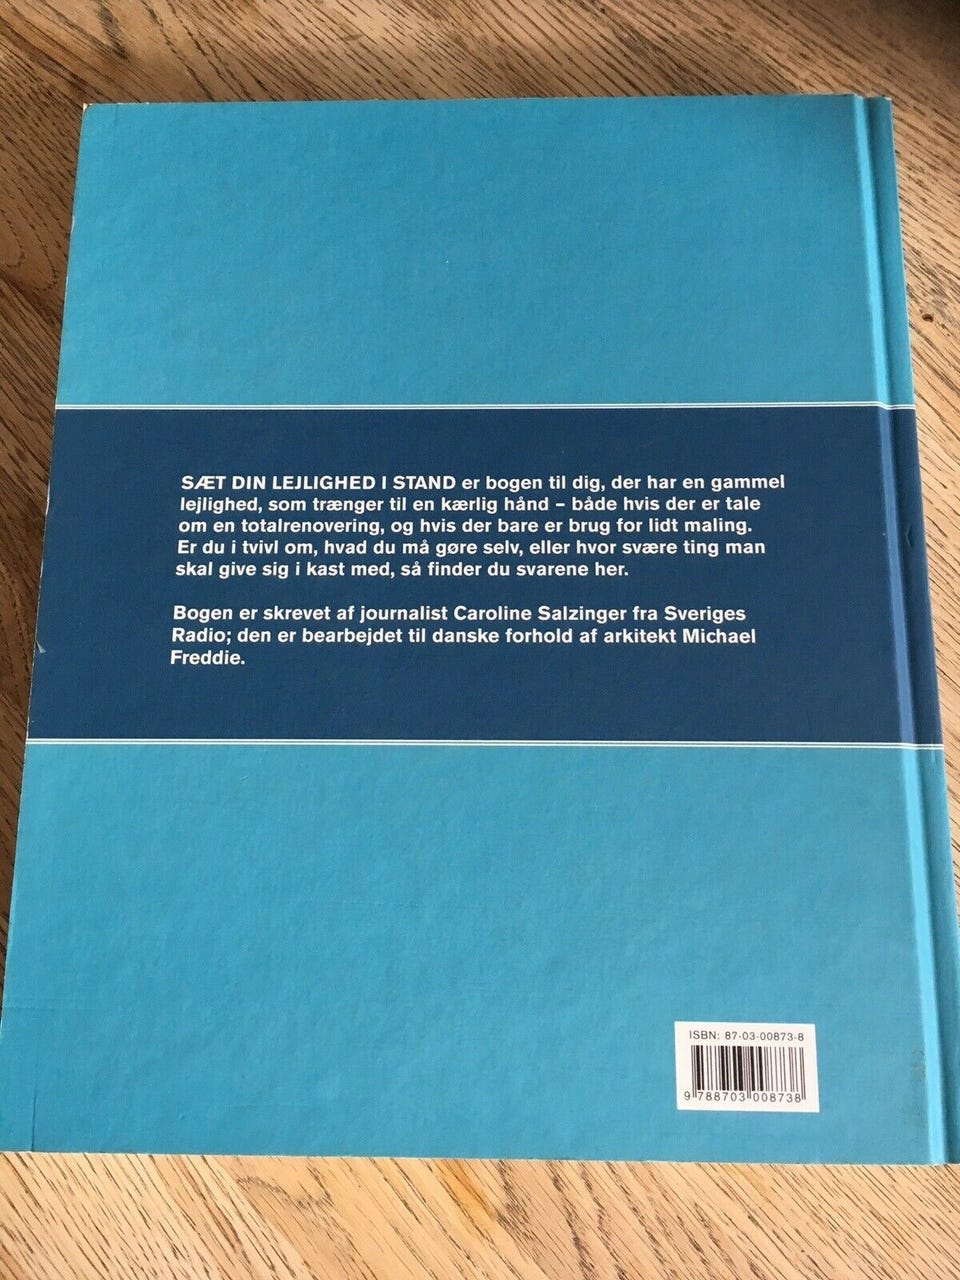 SÆT DIN LEJLIGHED I STAND er bogen til dig, der har en gammel
lejlighed, som trænger til en kærlig hånd – både hvis der er tale
om en totalrenovering, og hvis der bare er brug for lidt maling.
Er du i tvivl om, hvad du må gøre selv, eller hvor svære ting man
skal give sig i kast med, så finder du svarene her.
Bogen er skrevet af journalist Caroline Salzinger fra Sveriges
Radio; den er bearbejdet til danske forhold af arkitekt Michael
Freddie.
ISBN: 87-03-00873-8
9 788703 008738